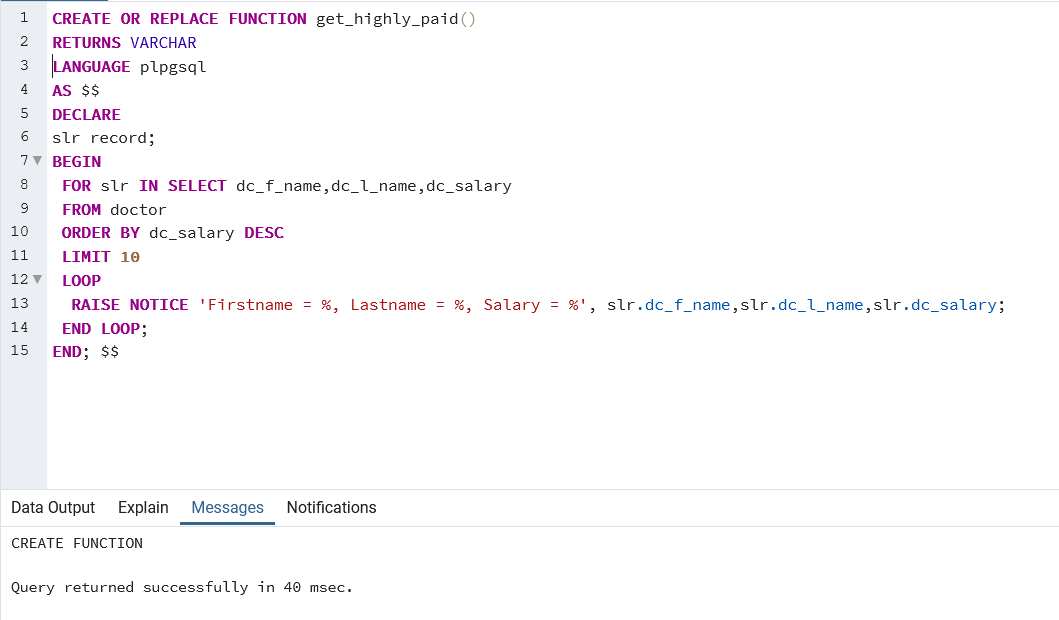 1 CREATE OR REPLACE FUNCTION get_highly_paid()
2 RETURNS VARCHAR
3 LANGUAGE plpgsql
4 AS $$
5 DECLARE
6 slr record;
7 BEGIN
8 FOR slr IN SELECT dc_f_name,dc_l_name,dc_salary
9 FROM doctor
10 ORDER BY dc_salary DESC
11 LIMIT 10
12 LOOP
13 RAISE NOTICE 'Firstname = %, Lastname = %, Salary = %', slr.dc_f_name,slr.dc_l_name,slr.dc_salary;
14 END LOOP;
15 END; $$
Data Output Explain Messages Notifications
CREATE FUNCTION
Query returned successfully in 40 msec.